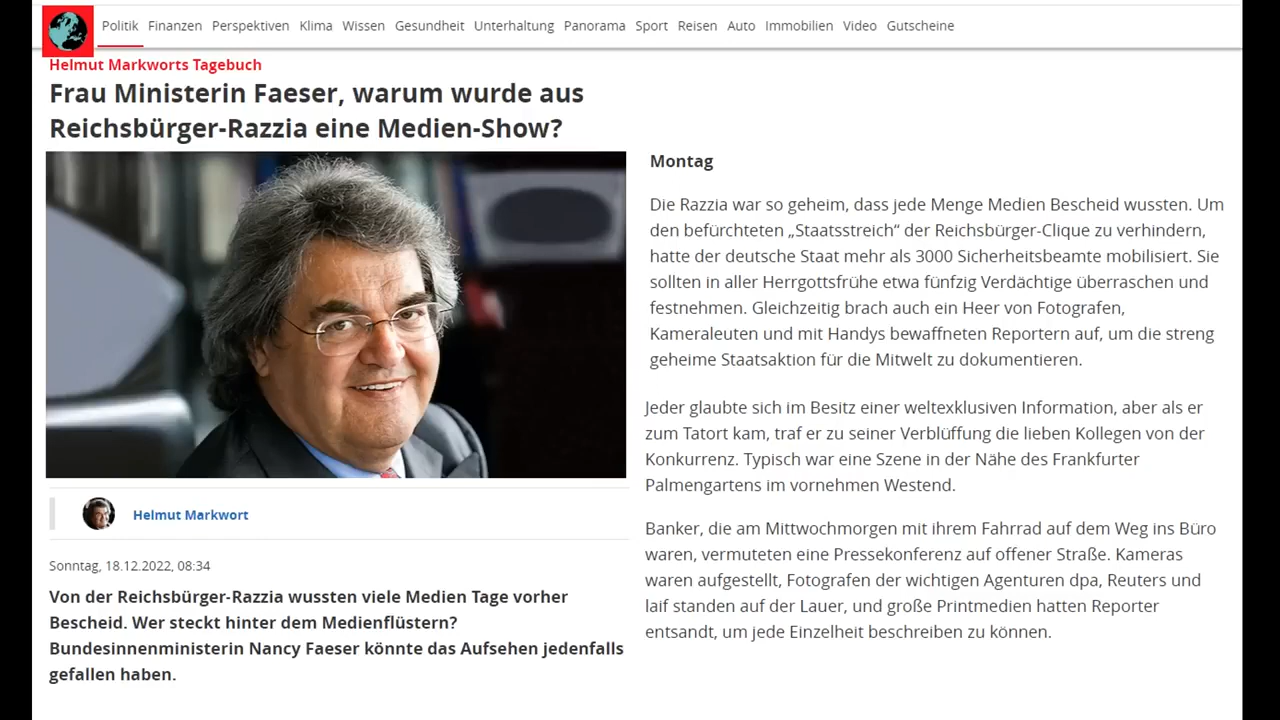 Politik Finanzen Perspektiven Klima Wissen Gesundheit Unterhaltung Panorama Sport Reisen Auto Immobilien Video Gutscheine
Helmut Markworts Tagebuch
Frau Ministerin Faeser, warum wurde aus
Reichsbürger-Razzia eine Medien-Show?
Helmut Markwort
Sonntag, 18.12.2022, 08:34
Von der Reichsbürger-Razzia wussten viele Medien Tage vorher
Bescheid. Wer steckt hinter dem Medienflüstern?
Bundesinnenministerin Nancy Faeser könnte das Aufsehen jedenfalls
gefallen haben.
Montag
Die Razzia war so geheim, dass jede Menge Medien Bescheid wussten. Um
den befürchteten „Staatsstreich“ der Reichsbürger-Clique zu verhindern,
hatte der deutsche Staat mehr als 3000 Sicherheitsbeamte mobilisiert. Sie
sollten in aller Herrgottsfrühe etwa fünfzig Verdächtige überraschen und
festnehmen. Gleichzeitig brach auch ein Heer von Fotografen,
Kameraleuten und mit Handys bewaffneten Reportern auf, um die streng
geheime Staatsaktion für die Mitwelt zu dokumentieren.
Jeder glaubte sich im Besitz einer weltexklusiven Information, aber als er
zum Tatort kam, traf er zu seiner Verblüffung die lieben Kollegen von der
Konkurrenz. Typisch war eine Szene in der Nähe des Frankfurter
Palmengartens im vornehmen Westend.
Banker, die am Mittwochmorgen mit ihrem Fahrrad auf dem Weg ins Büro
waren, vermuteten eine Pressekonferenz auf offener Straße. Kameras
waren aufgestellt, Fotografen der wichtigen Agenturen dpa, Reuters und
laif standen auf der Lauer, und große Printmedien hatten Reporter
entsandt, um jede Einzelheit beschreiben zu können.